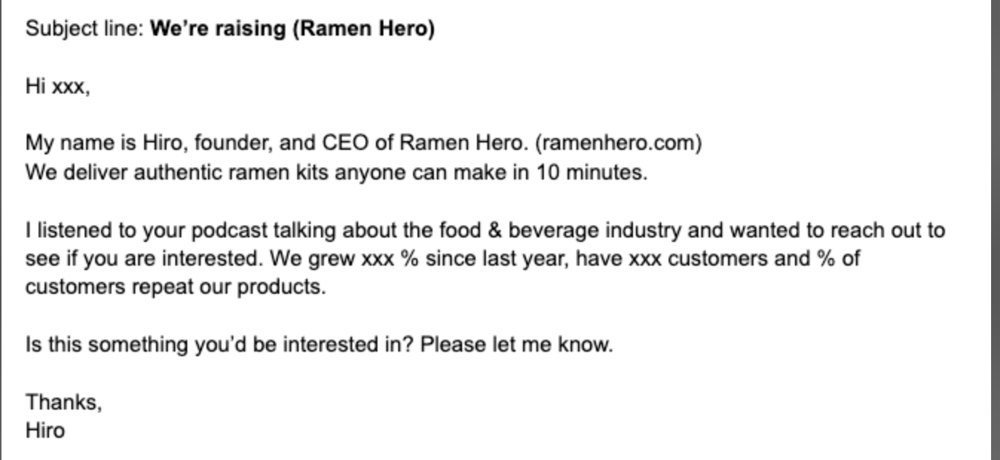 Subject line: We're raising (Ramen Hero)
Hi xxx,
My name is Hiro, founder, and CEO of Ramen Hero. (ramenhero.com)
We deliver authentic ramen kits anyone can make in 10 minutes.
I listened to your podcast talking about the food & beverage industry and wanted to reach out to
see if you are interested. We grew xxx % since last year, have xxx customers and % of
customers repeat our products.
Is this something you'd be interested in? Please let me know.
Thanks,
Hiro